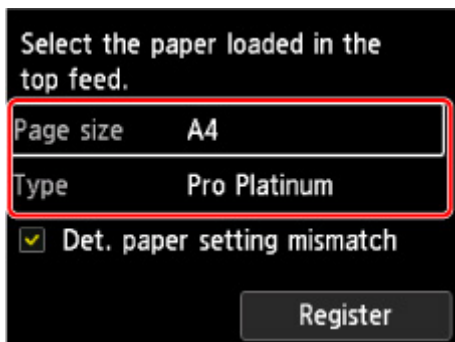 Select the paper loaded in the
top feed.
Page size A4
Type Pro Platinum
Det. paper setting mismatch
Register